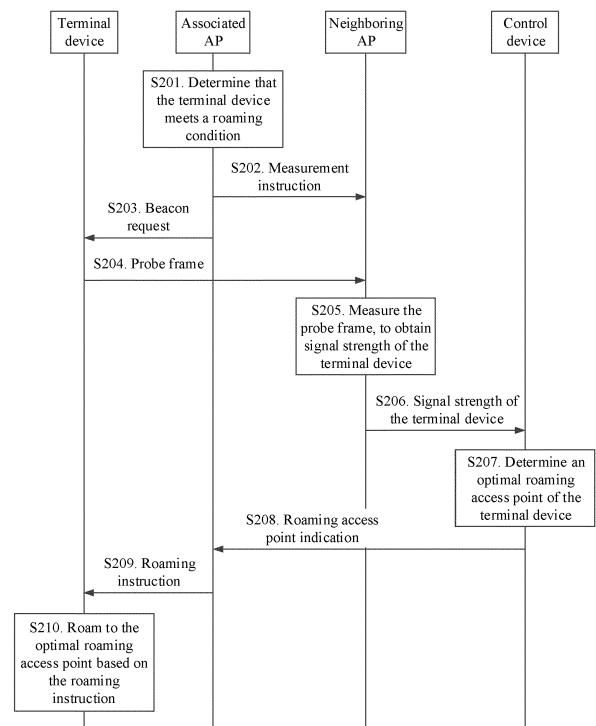 Terminal
device
Associated
AP
Neighboring
AP
Control
device
S201. Determine that
the terminal device
meets a roaming
condition
S202. Measurement
instruction
S203. Beacon
request
S204. Probe frame
S205. Measure the
probe frame, to obtain
signal strength of the
terminal device
S206. Signal strength of
the terminal device
S207. Determine an
optimal roaming
access point of the
terminal device
S208. Roaming access
point indication
S209. Roaming
instruction
S210. Roam to the
optimal roaming
access point based on
the roaming
instruction